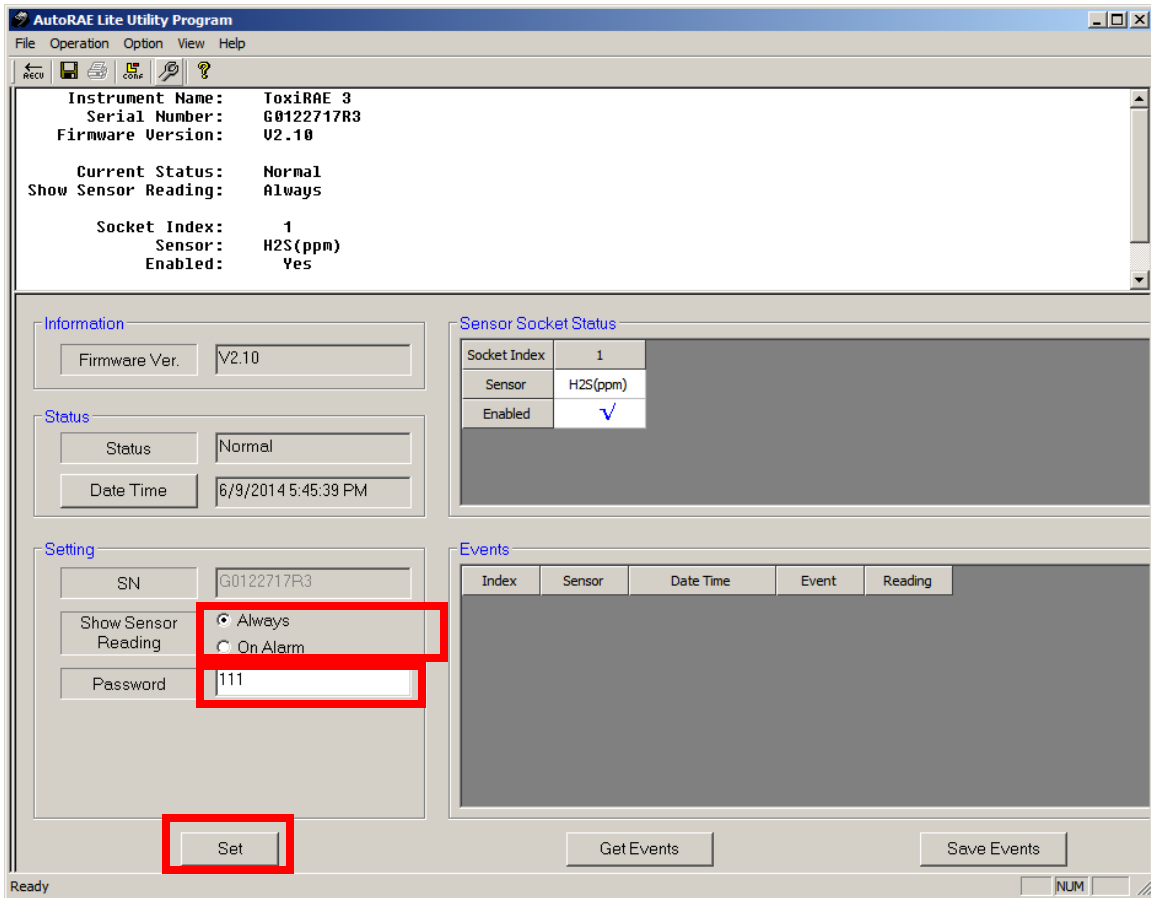 AutoRAE Lite Utility Program
File Operation Option View Help
RECV CONF ?
Instrument Name: ToxiRAE 3
Serial Number: G0122717R3
Firmware Version: V2.10
Current Status: Normal
Show Sensor Reading: Always
Socket Index: 1
Sensor: H2S(ppm)
Enabled: Yes
Information
Firmware Ver. V2.10
Status
Status Normal
Date Time 6/9/2014 5:45:39 PM
Setting
SN G0122717R3
Show Sensor Reading
Always
On Alarm
Password 111
Set
Sensor Socket Status
Socket Index 1
Sensor H2S(ppm)
Enabled √
Events
Index Sensor Date Time Event Reading
Get Events Save Events
Ready NUM